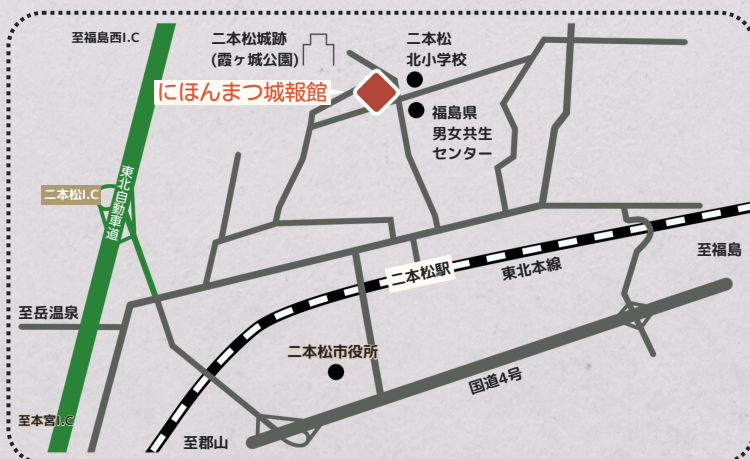 至福島西I.C
二本松城跡
(霞ヶ城公園)
二本松
北小学校
にほんまつ城報館
福島県
男女共生
センター
東北自動車道
二本松I.C
至福島
二本松駅
東北本線
至岳温泉
二本松市役所
国道4号
至本宮I.C
至郡山